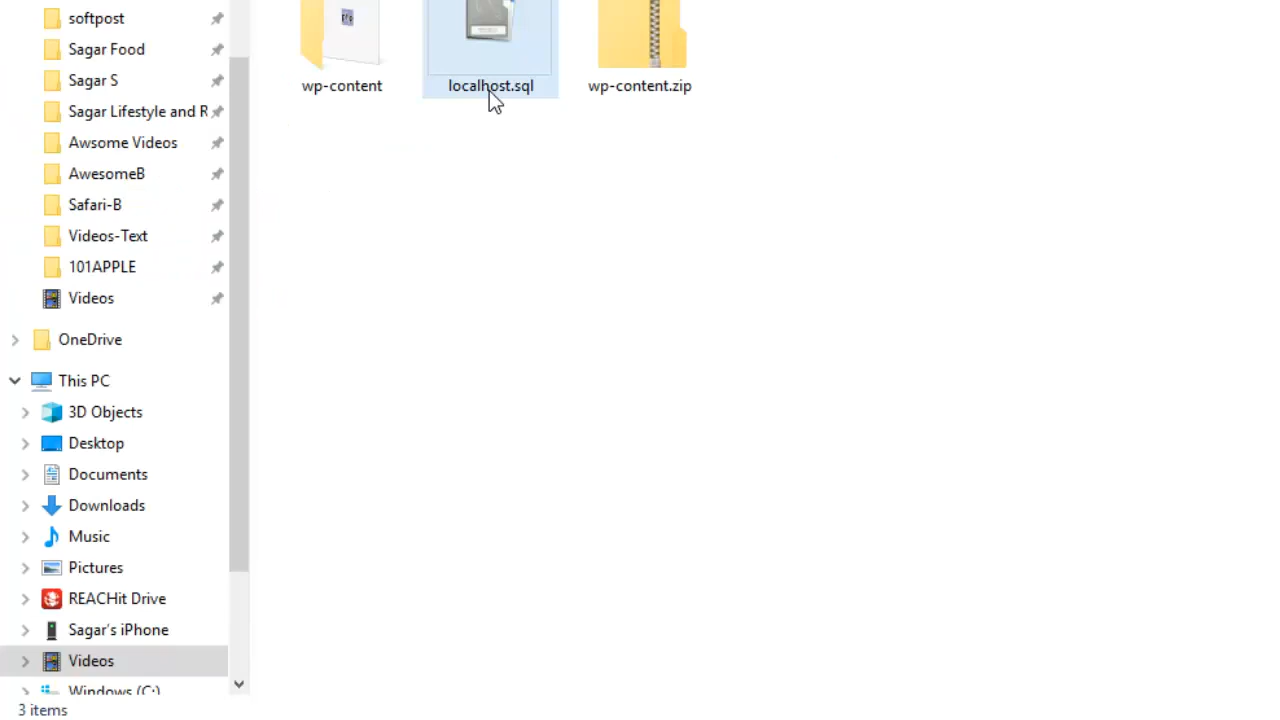 softpost
Sagar Food
Sagar S
Sagar Lifestyle and R
Awsome Videos
AwesomeB
Safari-B
Videos-Text
101APPLE
Videos
OneDrive
This PC
3D Objects
Desktop
Documents
Downloads
Music
Pictures
REACHit Drive
Sagar's iPhone
Videos
Windows (C:)
3 items
wp-content
localhost.sql
wp-content.zip